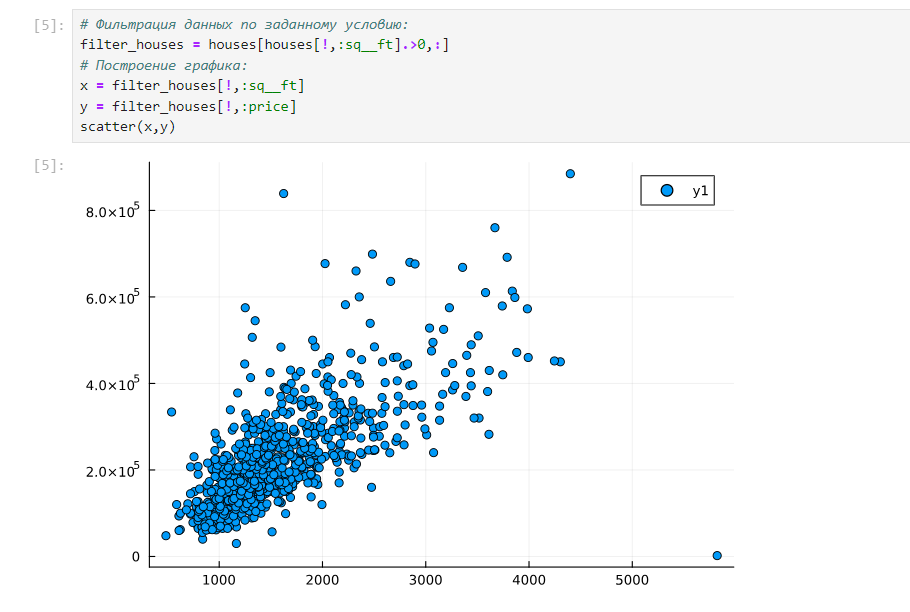 [5]: # Фильтрация данных по заданному условию:
filter_houses = houses[houses[!,:sq__ft].>0,:]
# Построение графика:
x = filter_houses[!,:sq__ft]
y = filter_houses[!,:price]
scatter(x,y)
[5]:
y1
8.0×10⁵
6.0×10⁵
4.0×10⁵
2.0×10⁵
0
1000 2000 3000 4000 5000